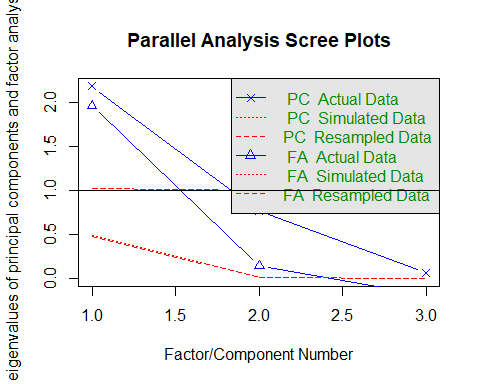 Parallel Analysis Scree Plots
eigenvalues of principal components and factor analys
2.0
1.5
1.0
0.5
0.0
PC Actual Data
PC Simulated Data
PC Resampled Data
FA Actual Data
FA Simulated Data
FA Resampled Data
1.0 1.5 2.0 2.5 3.0
Factor/Component Number